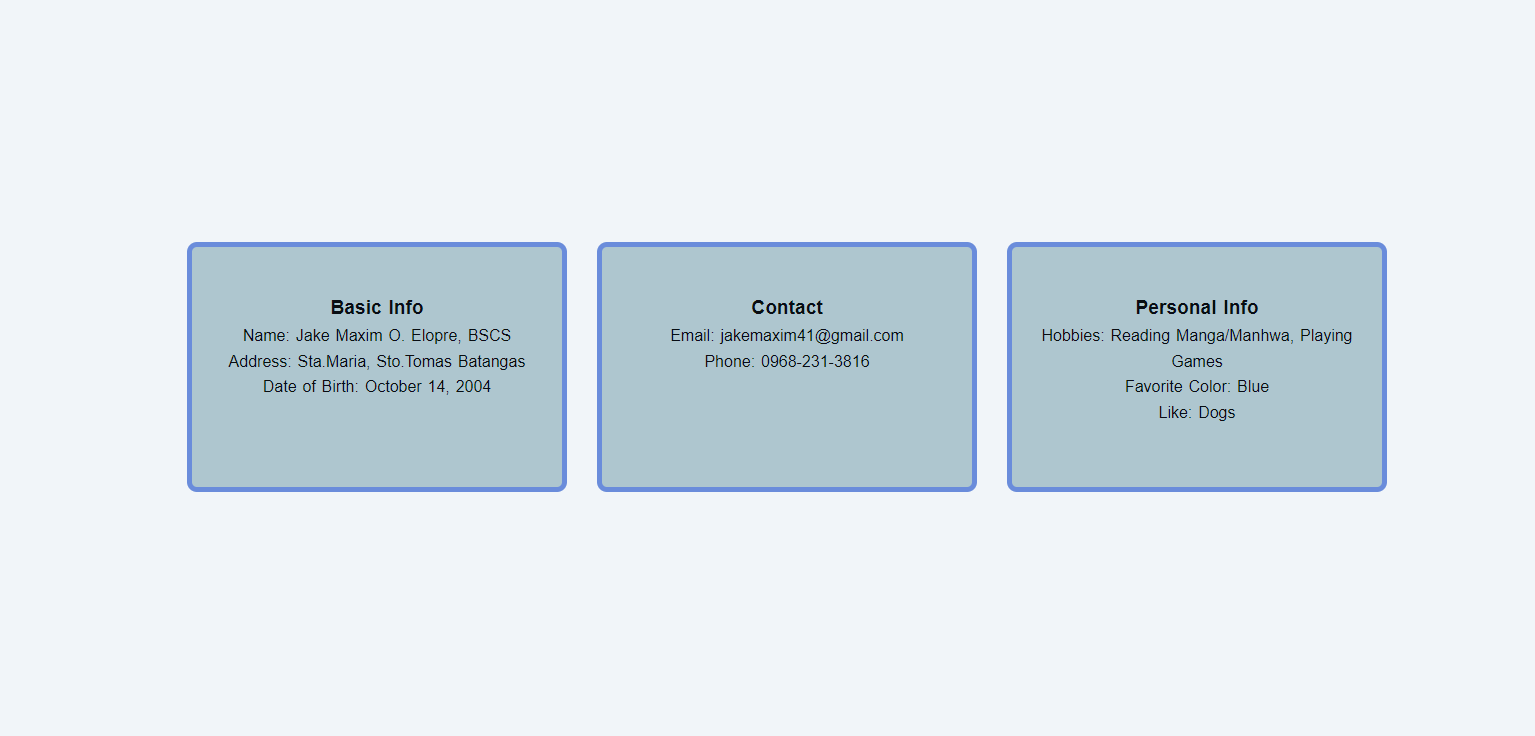 Basic Info
Name: Jake Maxim O. Elopre, BSCS
Address: Sta.Maria, Sto.Tomas Batangas
Date of Birth: October 14, 2004
Contact
Email: jakemaxim41@gmail.com
Phone: 0968-231-3816
Personal Info
Hobbies: Reading Manga/Manhwa, Playing
Games
Favorite Color: Blue
Like: Dogs